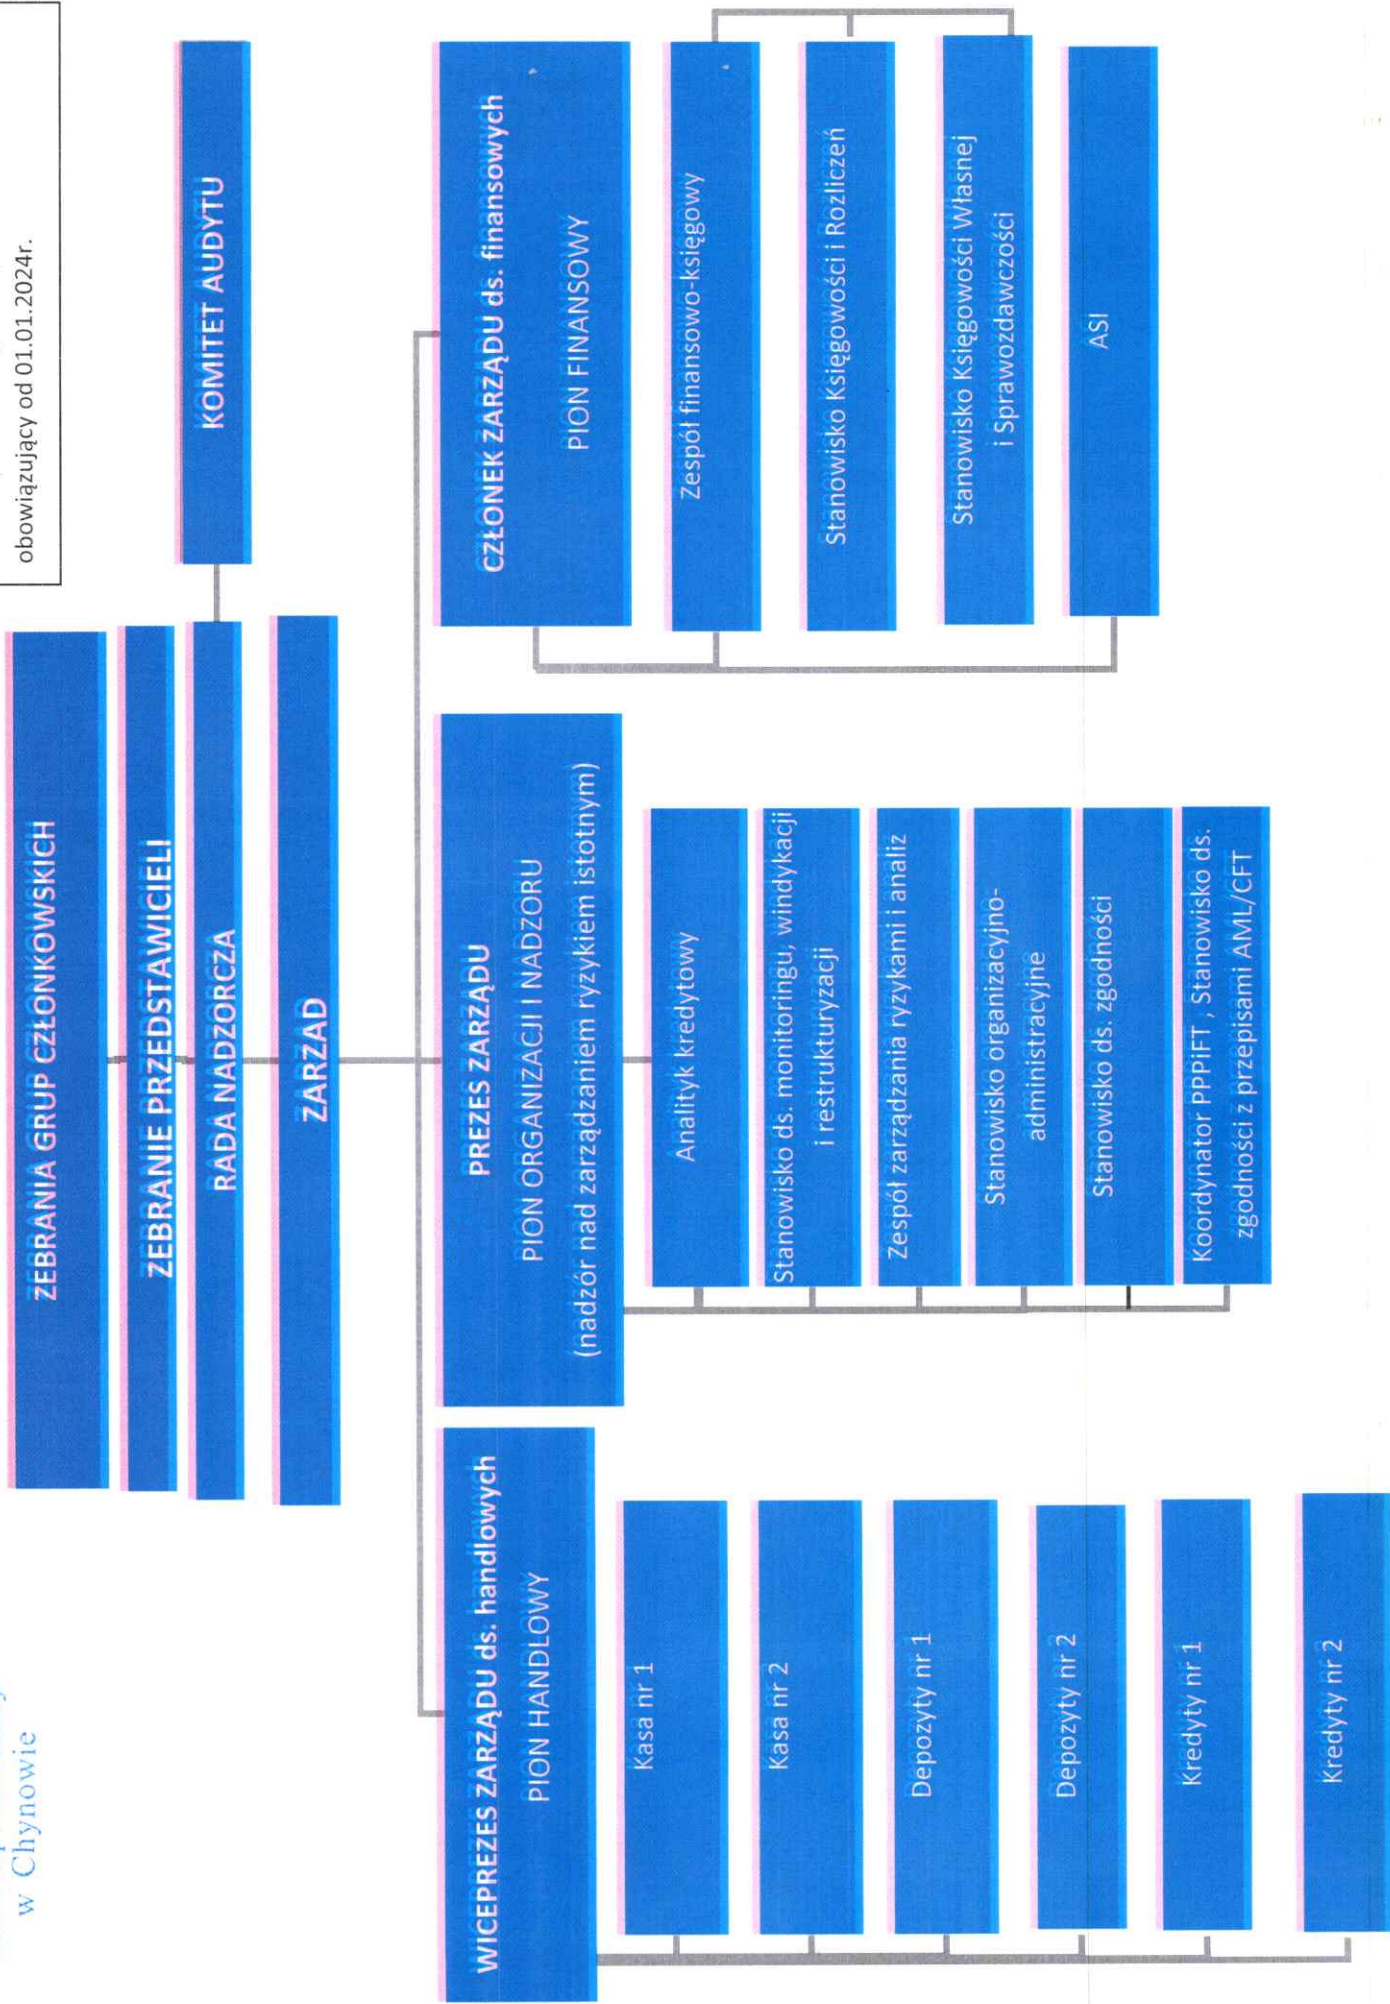 w Chynowie
obowiązujący od 01.01.2024r.
ZEBRANIA GRUP CZŁONKOWSKICH
ZEBRANIE PRZEDSTAWICIELI
RADA NADZORCZA
KOMITET AUDYTU
ZARZAD
WICEPREZES ZARZĄDU ds. handlowych
PION HANDLOWY
Kasa nr 1
Kasa nr 2
Depozyty nr 1
Depozyty nr 2
Kredyty nr 1
Kredyty nr 2
PREZES ZARZĄDU
PION ORGANIZACJI I NADZORU
(nadzór nad zarządzaniem ryzykiem istotnym)
Analityk kredytowy
Stanowisko ds. monitoringu, windykacji
i restrukturyzacji
Zespół zarządzania ryzykami i analiz
Stanowisko organizacyjno-
administracyjne
Stanowisko ds. zgodności
Koordynator PPPiFT , Stanowisko ds.
zgodności z przepisami AML/CFT
CZŁONEK ZARZĄDU ds. finansowych
PION FINANSOWY
Zespół finansowo-księgowy
Stanowisko Księgowości i Rozliczeń
Stanowisko Księgowości Własnej
i Sprawozdawczości
ASI